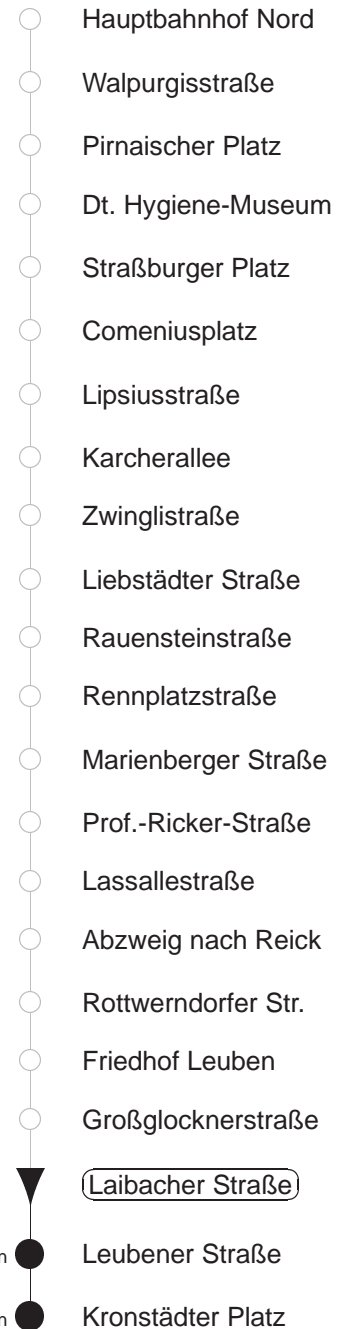 Hauptbahnhof Nord
Walpurgisstraße
Pirnaischer Platz
Dt. Hygiene-Museum
Straßburger Platz
Comeniusplatz
Lipsiusstraße
Karcherallee
Zwinglistraße
Liebstädter Straße
Rauensteinstraße
Rennplatzstraße
Marienberger Straße
Prof.-Ricker-Straße
Lassallestraße
Abzweig nach Reick
Rottwerndorfer Str.
Friedhof Leuben
Großglocknerstraße
Laibacher Straße
Leubener Straße
Kronstädter Platz